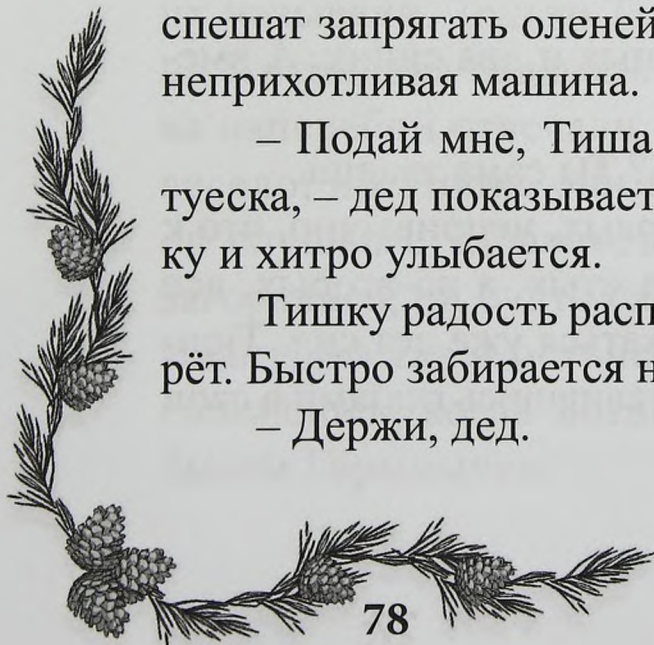 спешат запрягать оленей
неприхотливая машина.
– Подай мне, Тиша
туеска, – дед показывает
ку и хитро улыбается.
Тишку радость расп
рёт. Быстро забирается н
– Держи, дед.
78